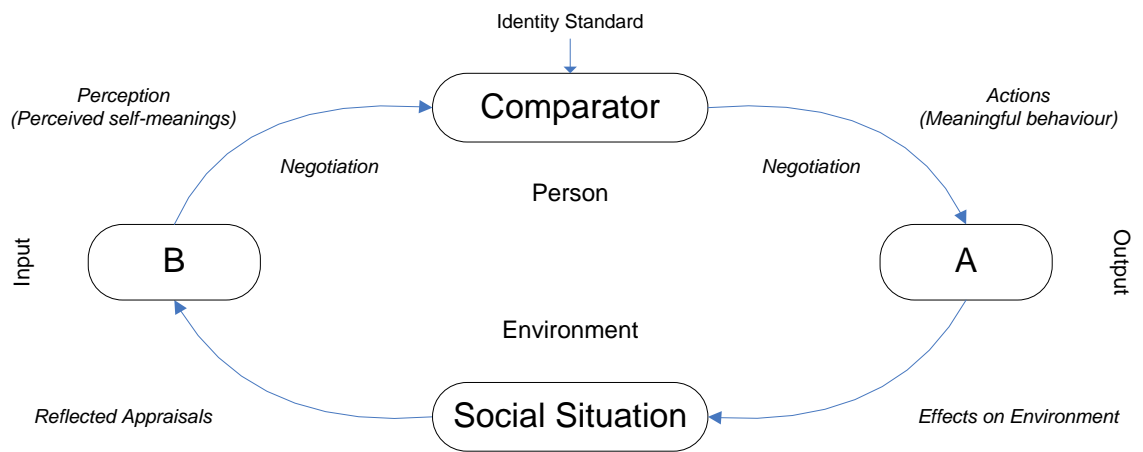 Identity Standard
Comparator
Perception
(Perceived self-meanings)
Actions
(Meaningful behaviour)
Negotiation
Negotiation
Person
Input
B
A
Output
Environment
Social Situation
Reflected Appraisals
Effects on Environment